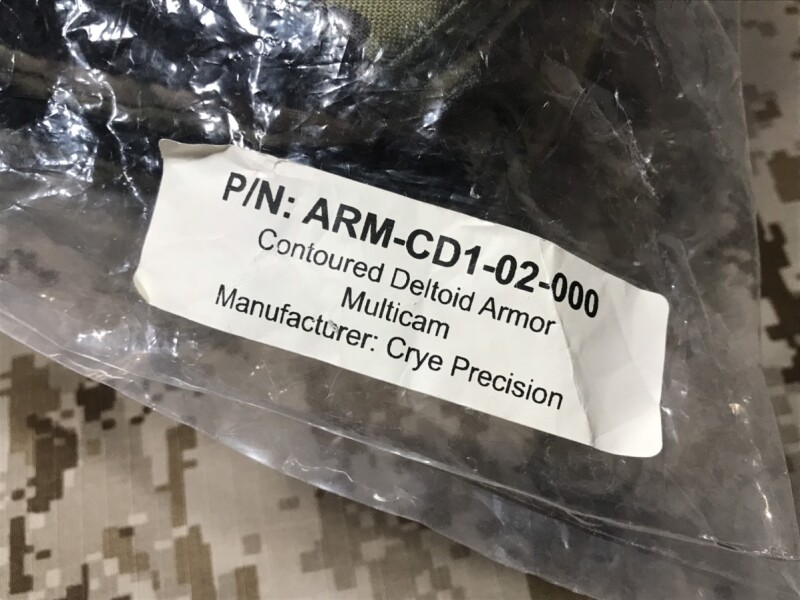 P/N: ARM-CD1-02-000
Contoured Deltoid Armor
Multicam
Manufacturer: Crye Precision